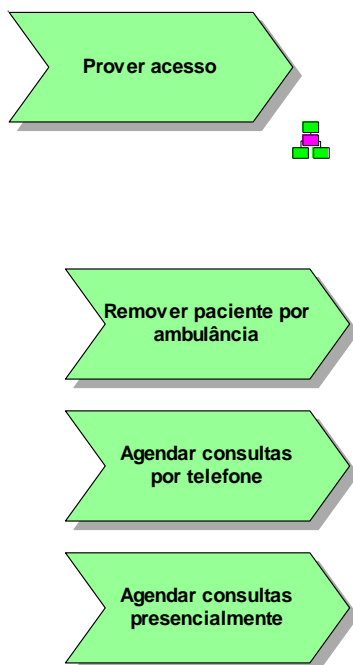 Prover acesso
Remover paciente por
ambulância
Agendar consultas
por telefone
Agendar consultas
presencialmente